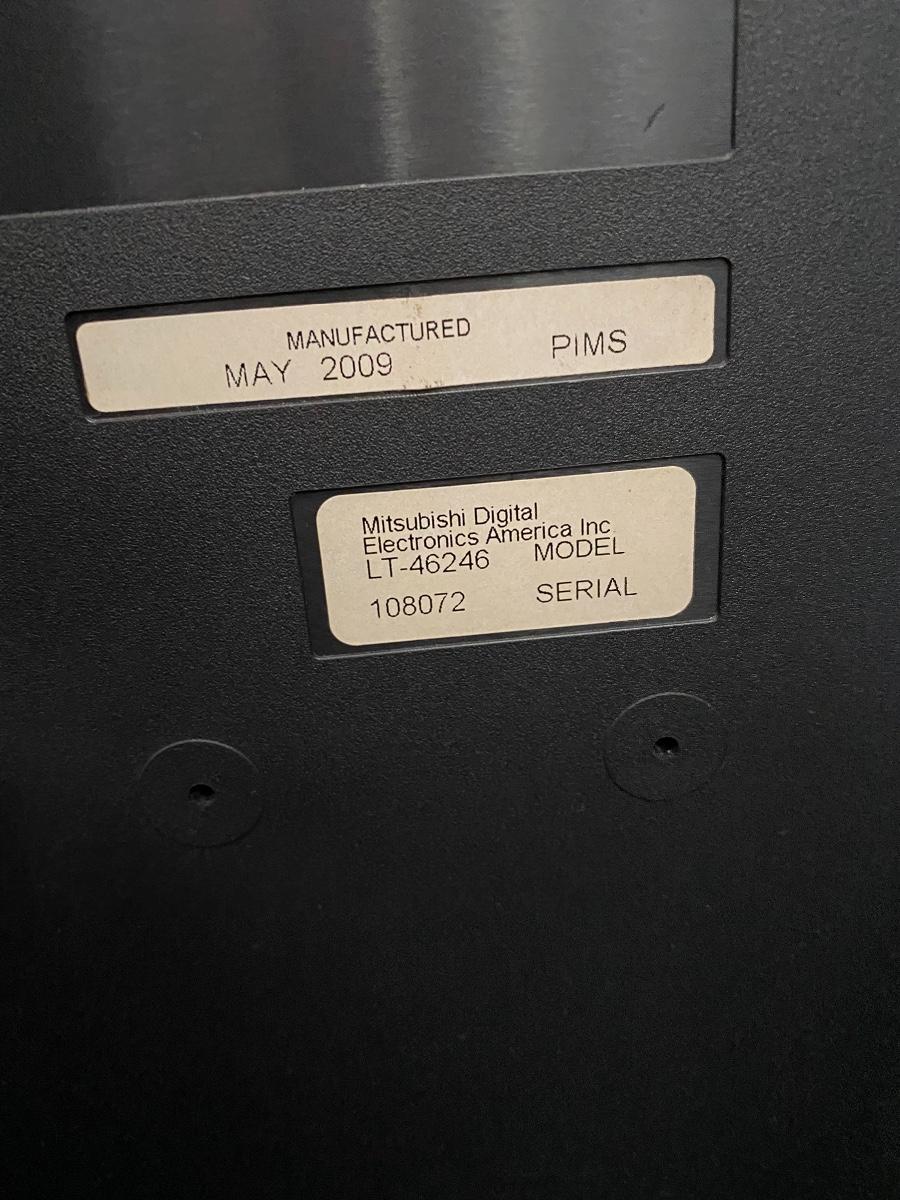 MANUFACTURED
MAY 2009 PIMS
Mitsubishi Digital
Electronics America Inc
LT-46246 MODEL
108072 SERIAL